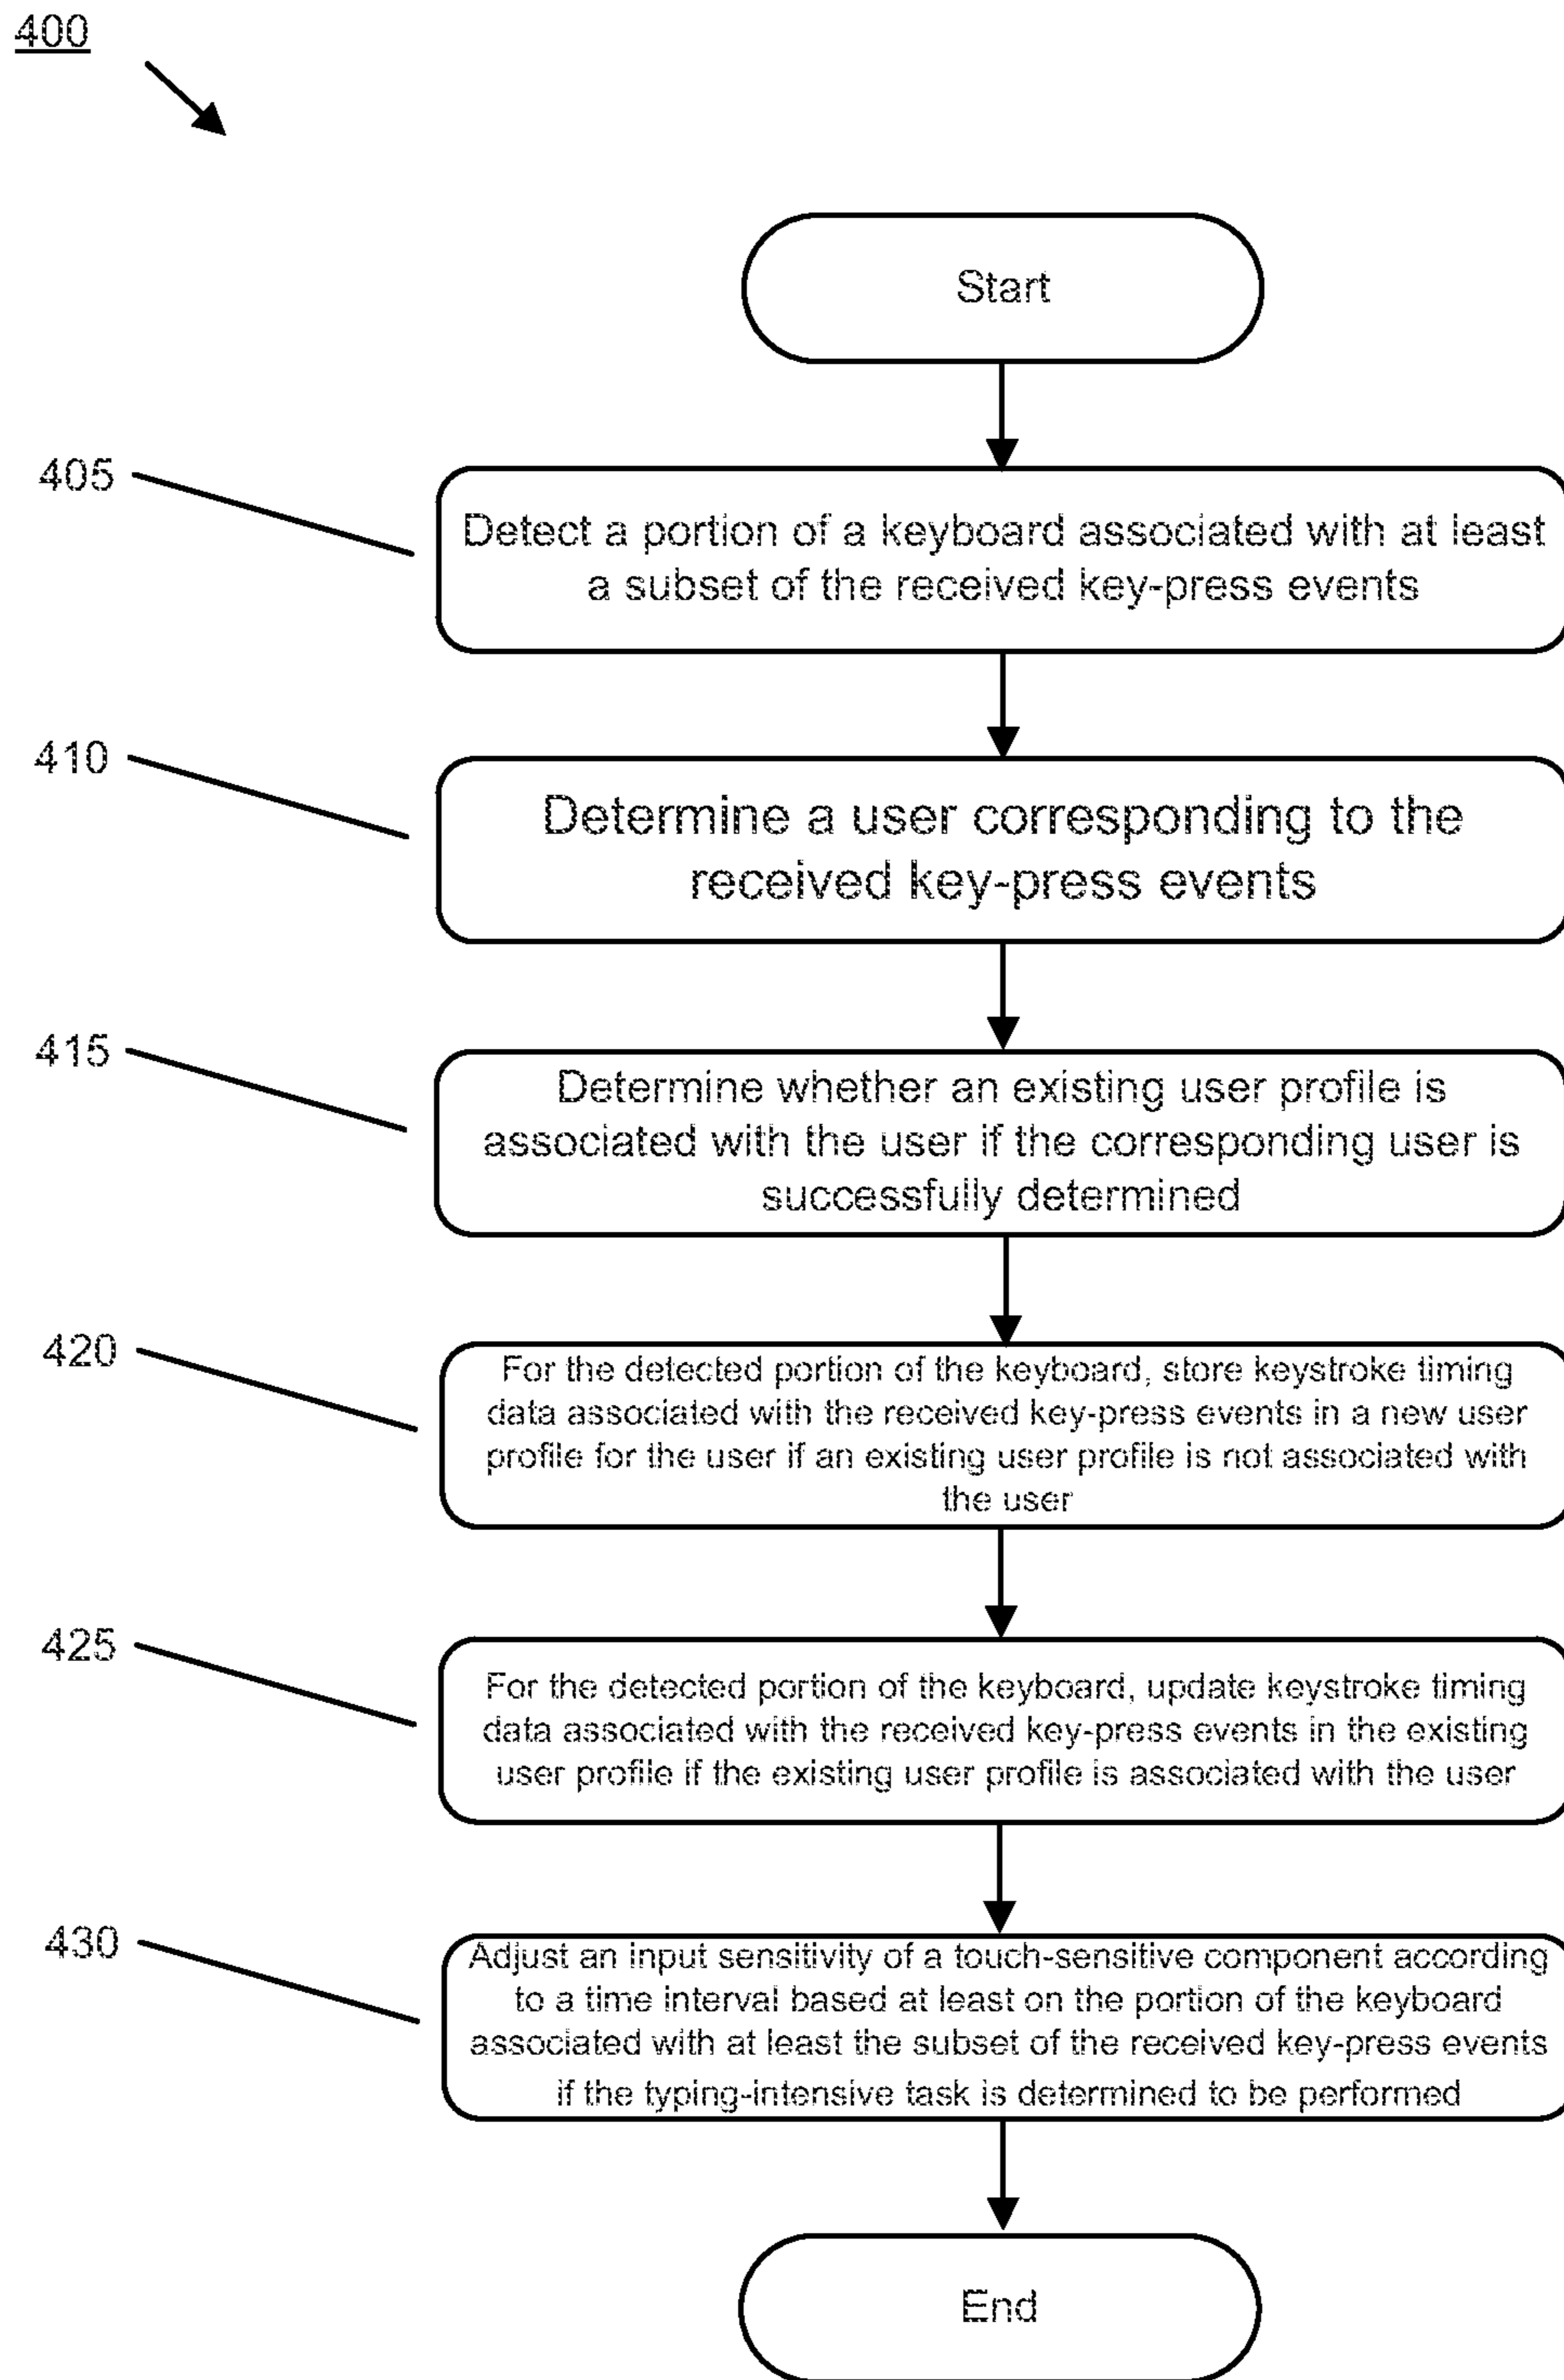 400
Start
405
Detect a portion of a keyboard associated with at least
a subset of the received key-press events
410
Determine a user corresponding to the
received key-press events
415
Determine whether an existing user profile is
associated with the user if the corresponding user is
successfully determined
420
For the detected portion of the keyboard, store keystroke timing
data associated with the received key-press events in a new user
profile for the user if an existing user profile is not associated with
the user
425
For the detected portion of the keyboard, update keystroke timing
data associated with the received key-press events in the existing
user profile if the existing user profile is associated with the user
430
Adjust an input sensitivity of a touch-sensitive component according
to a time interval based at least on the portion of the keyboard
associated with at least the subset of the received key-press events
if the typing-intensive task is determined to be performed
End